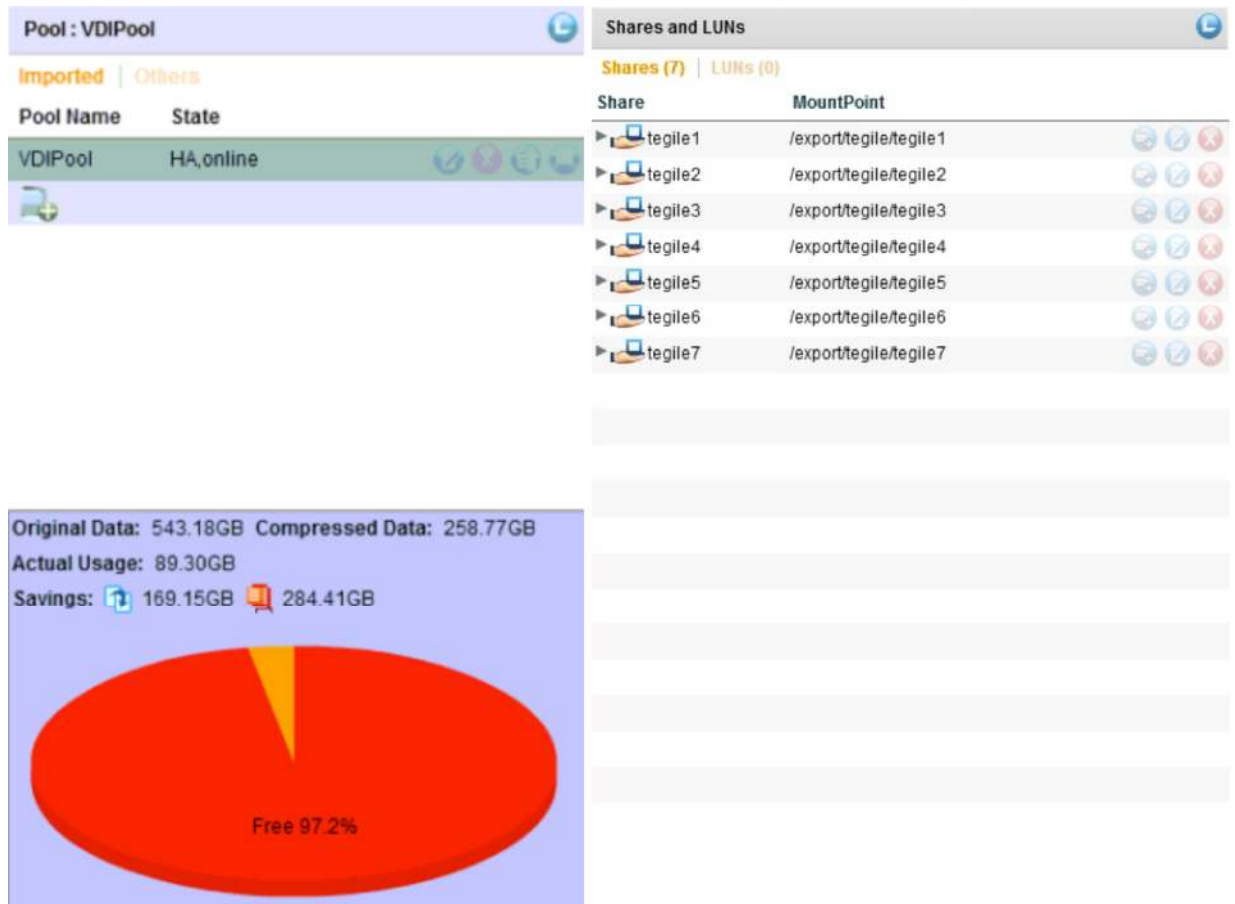 Pool : VDIPool
Imported | Others
Pool Name State
VDIPool HA,online
Original Data: 543.18GB Compressed Data: 258.77GB
Actual Usage: 89.30GB
Savings: 169.15GB 284.41GB
Free 97.2%
Shares and LUNs
Shares (7) | LUNs (0)
Share MountPoint
tegile1 /export/tegile/tegile1
tegile2 /export/tegile/tegile2
tegile3 /export/tegile/tegile3
tegile4 /export/tegile/tegile4
tegile5 /export/tegile/tegile5
tegile6 /export/tegile/tegile6
tegile7 /export/tegile/tegile7